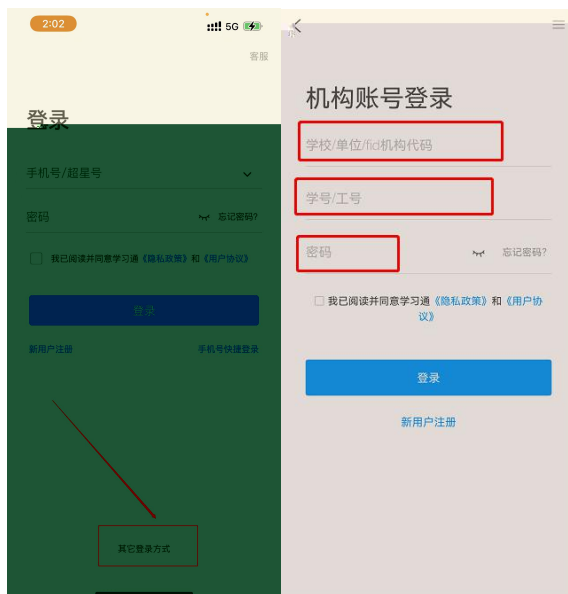 2:02
5G
客服
登录
手机号/超星号
密码
忘记密码?
我已阅读并同意学习通《隐私政策》和《用户协议》
登录
新用户注册
手机号快捷登录
其它登录方式
机构账号登录
学校/单位/fid机构代码
学号/工号
密码
忘记密码?
我已阅读并同意学习通《隐私政策》和《用户协
议》
登录
新用户注册